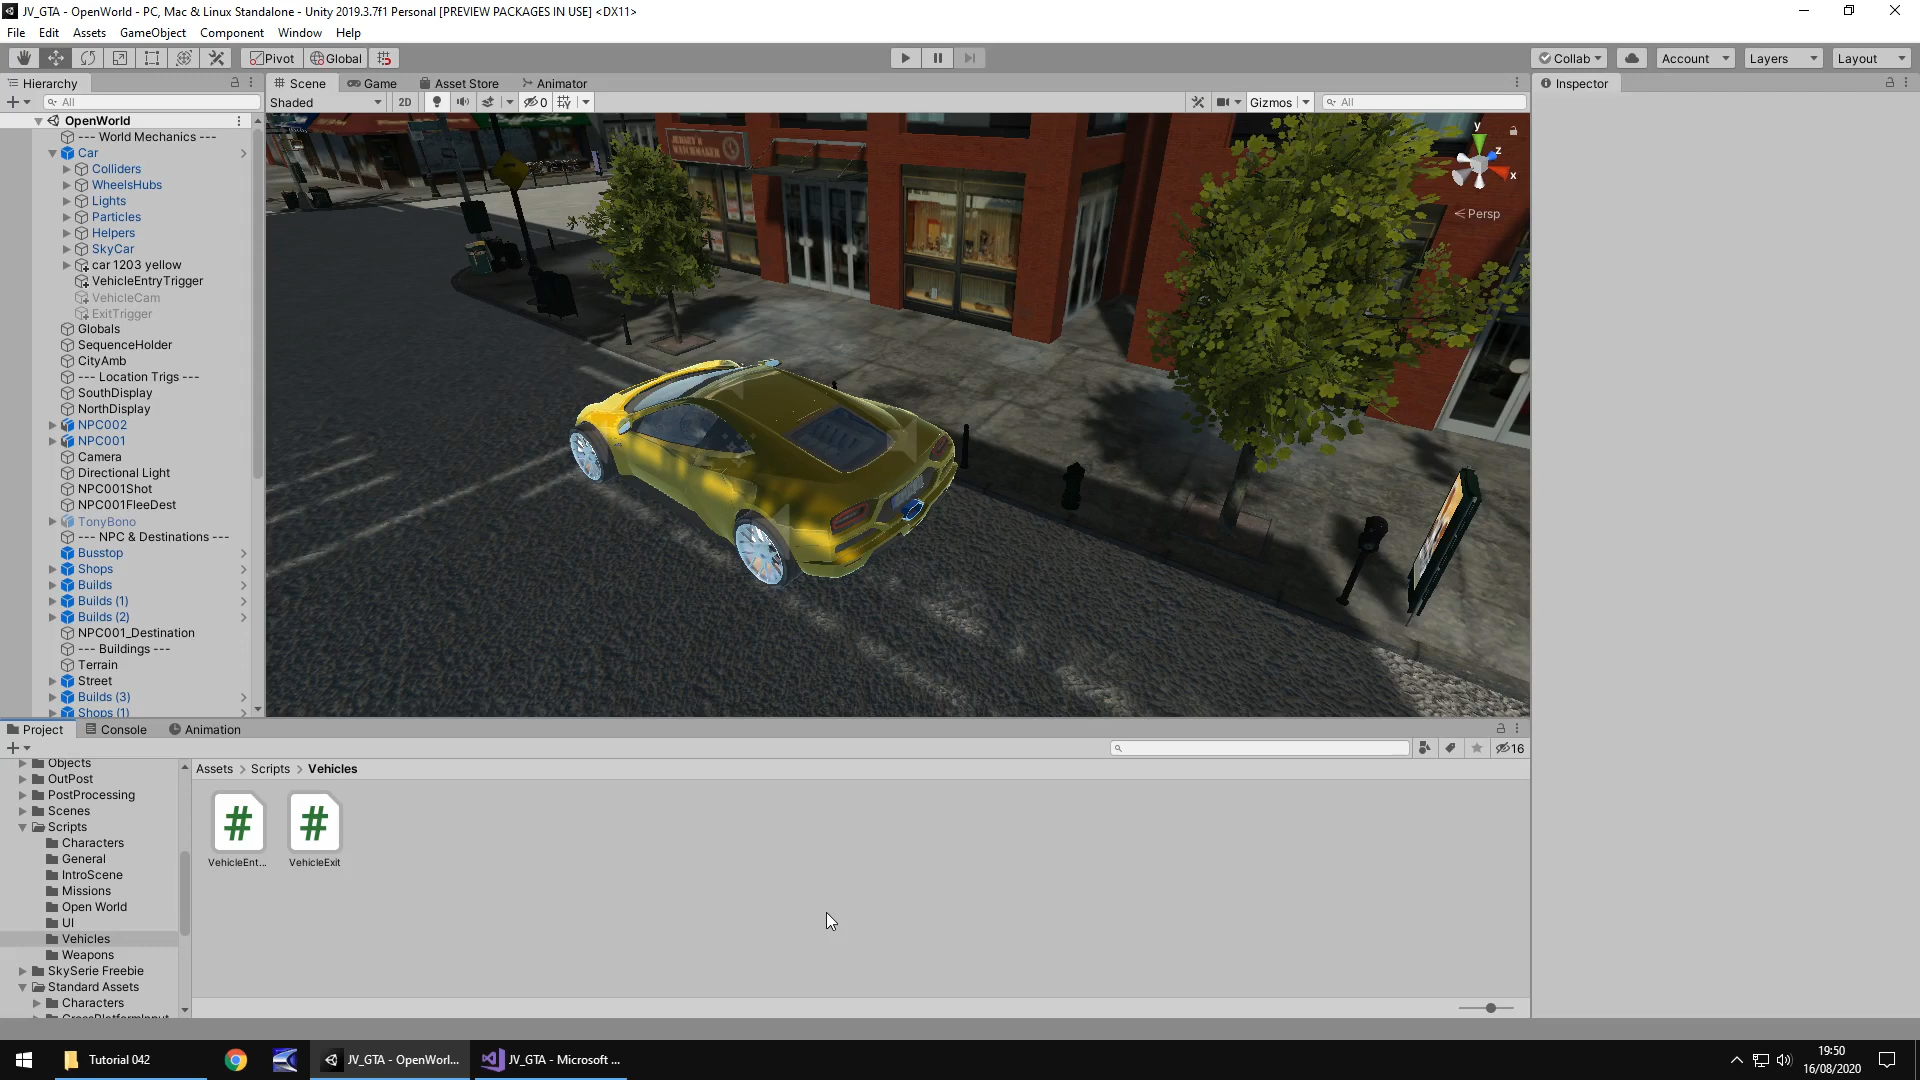 JV_GTA - OpenWorld - PC, Mac & Linux Standalone - Unity 2019.3.7f1 Personal [PREVIEW PACKAGES IN USE] <DX11>
File Edit Assets GameObject Component Window Help
Pivot Global Collab Account Layers Layout
Hierarchy
Scene Game Asset Store Animator
Inspector
All
Shaded 2D 0 Gizmos All
OpenWorld
--- World Mechanics ---
Car
Colliders
WheelsHubs
Lights
Particles
Helpers
SkyCar
car 1203 yellow
VehicleEntryTrigger
VehicleCam
ExitTrigger
Globals
SequenceHolder
CityAmb
--- Location Trigs ---
SouthDisplay
NorthDisplay
NPC002
NPC001
Camera
Directional Light
NPC001Shot
NPC001FleeDest
TonyBono
--- NPC & Destinations ---
Busstop
Shops
Builds
Builds (1)
Builds (2)
NPC001_Destination
--- Buildings ---
Terrain
Street
Builds (3)
Shops (1)
y
z
x
Persp
JEWELRY &
WATCHMAKER
Project Console Animation
16
Objects
OutPost
PostProcessing
Scenes
Scripts
Characters
General
IntroScene
Missions
Open World
UI
Vehicles
Weapons
SkySerie Freebie
Standard Assets
Characters
CrossPlatformInput
Assets > Scripts > Vehicles
# #
VehicleEnt... VehicleExit
Tutorial 042
JV_GTA - OpenWorl...
JV_GTA - Microsoft ...
19:50
16/08/2020